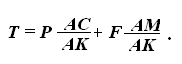 T = P AC/AK + F AM/AK .